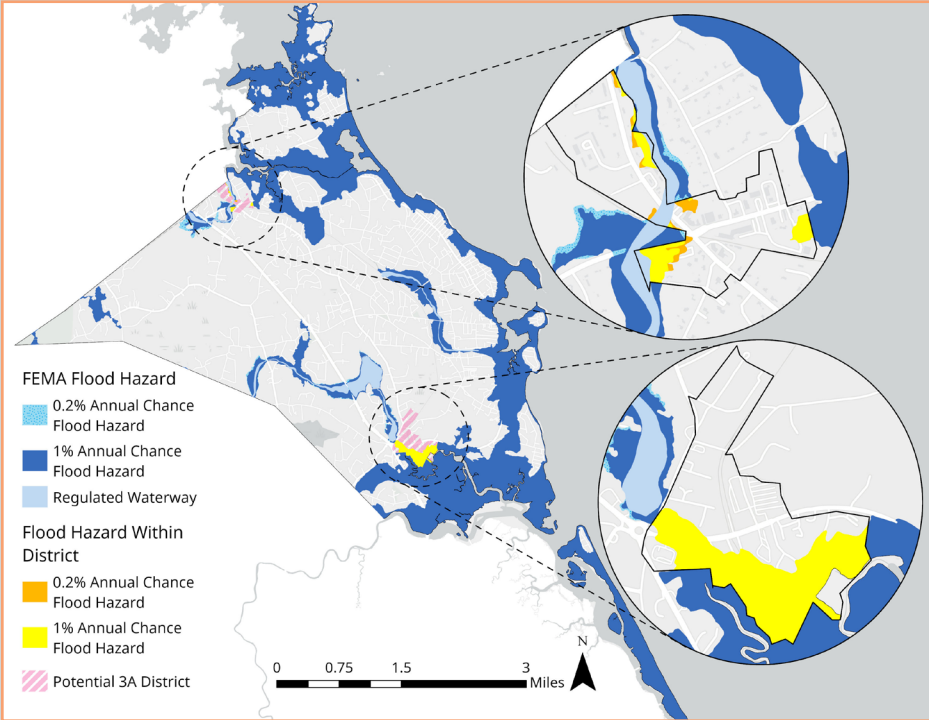 FEMA Flood Hazard
0.2% Annual Chance
Flood Hazard
1% Annual Chance
Flood Hazard
Regulated Waterway
Flood Hazard Within
District
0.2% Annual Chance
Flood Hazard
1% Annual Chance
Flood Hazard
Potential 3A District
0 0.75 1.5 3
Miles
N